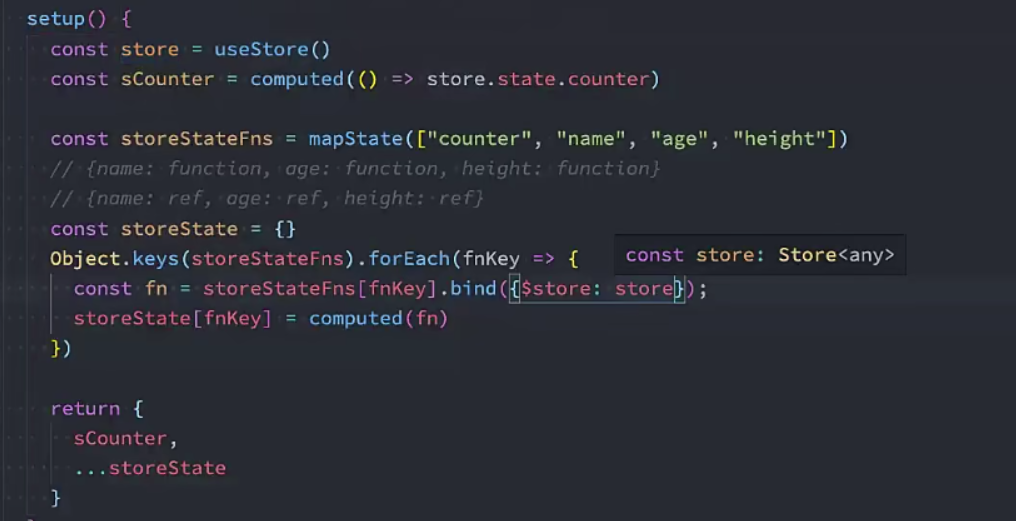 setup() {
const store = useStore()
const sCounter = computed(() => store.state.counter)
const storeStateFns = mapState(["counter", "name", "age", "height"])
// {name: function, age: function, height: function}
// {name: ref, age: ref, height: ref}
const storeState = {}
Object.keys(storeStateFns).forEach(fnKey => {
const store: Store<any>
const fn = storeStateFns[fnKey].bind({$store: store});
storeState[fnKey] = computed(fn)
})
return {
sCounter,
...storeState
}